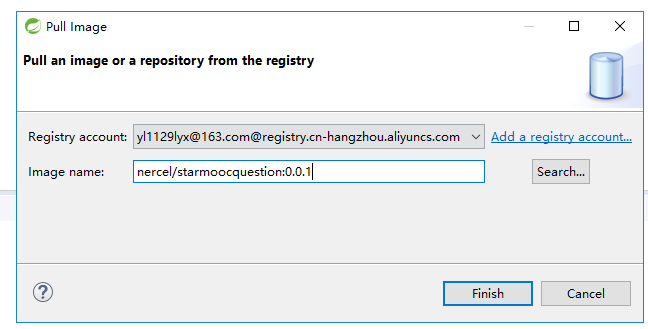 Pull Image
Pull an image or a repository from the registry
Registry account: yl1129lyx@163.com@registry.cn-hangzhou.aliyuncs.com Add a registry account...
Image name: nercel/starmoocquestion:0.0.1 Search...
? Finish Cancel